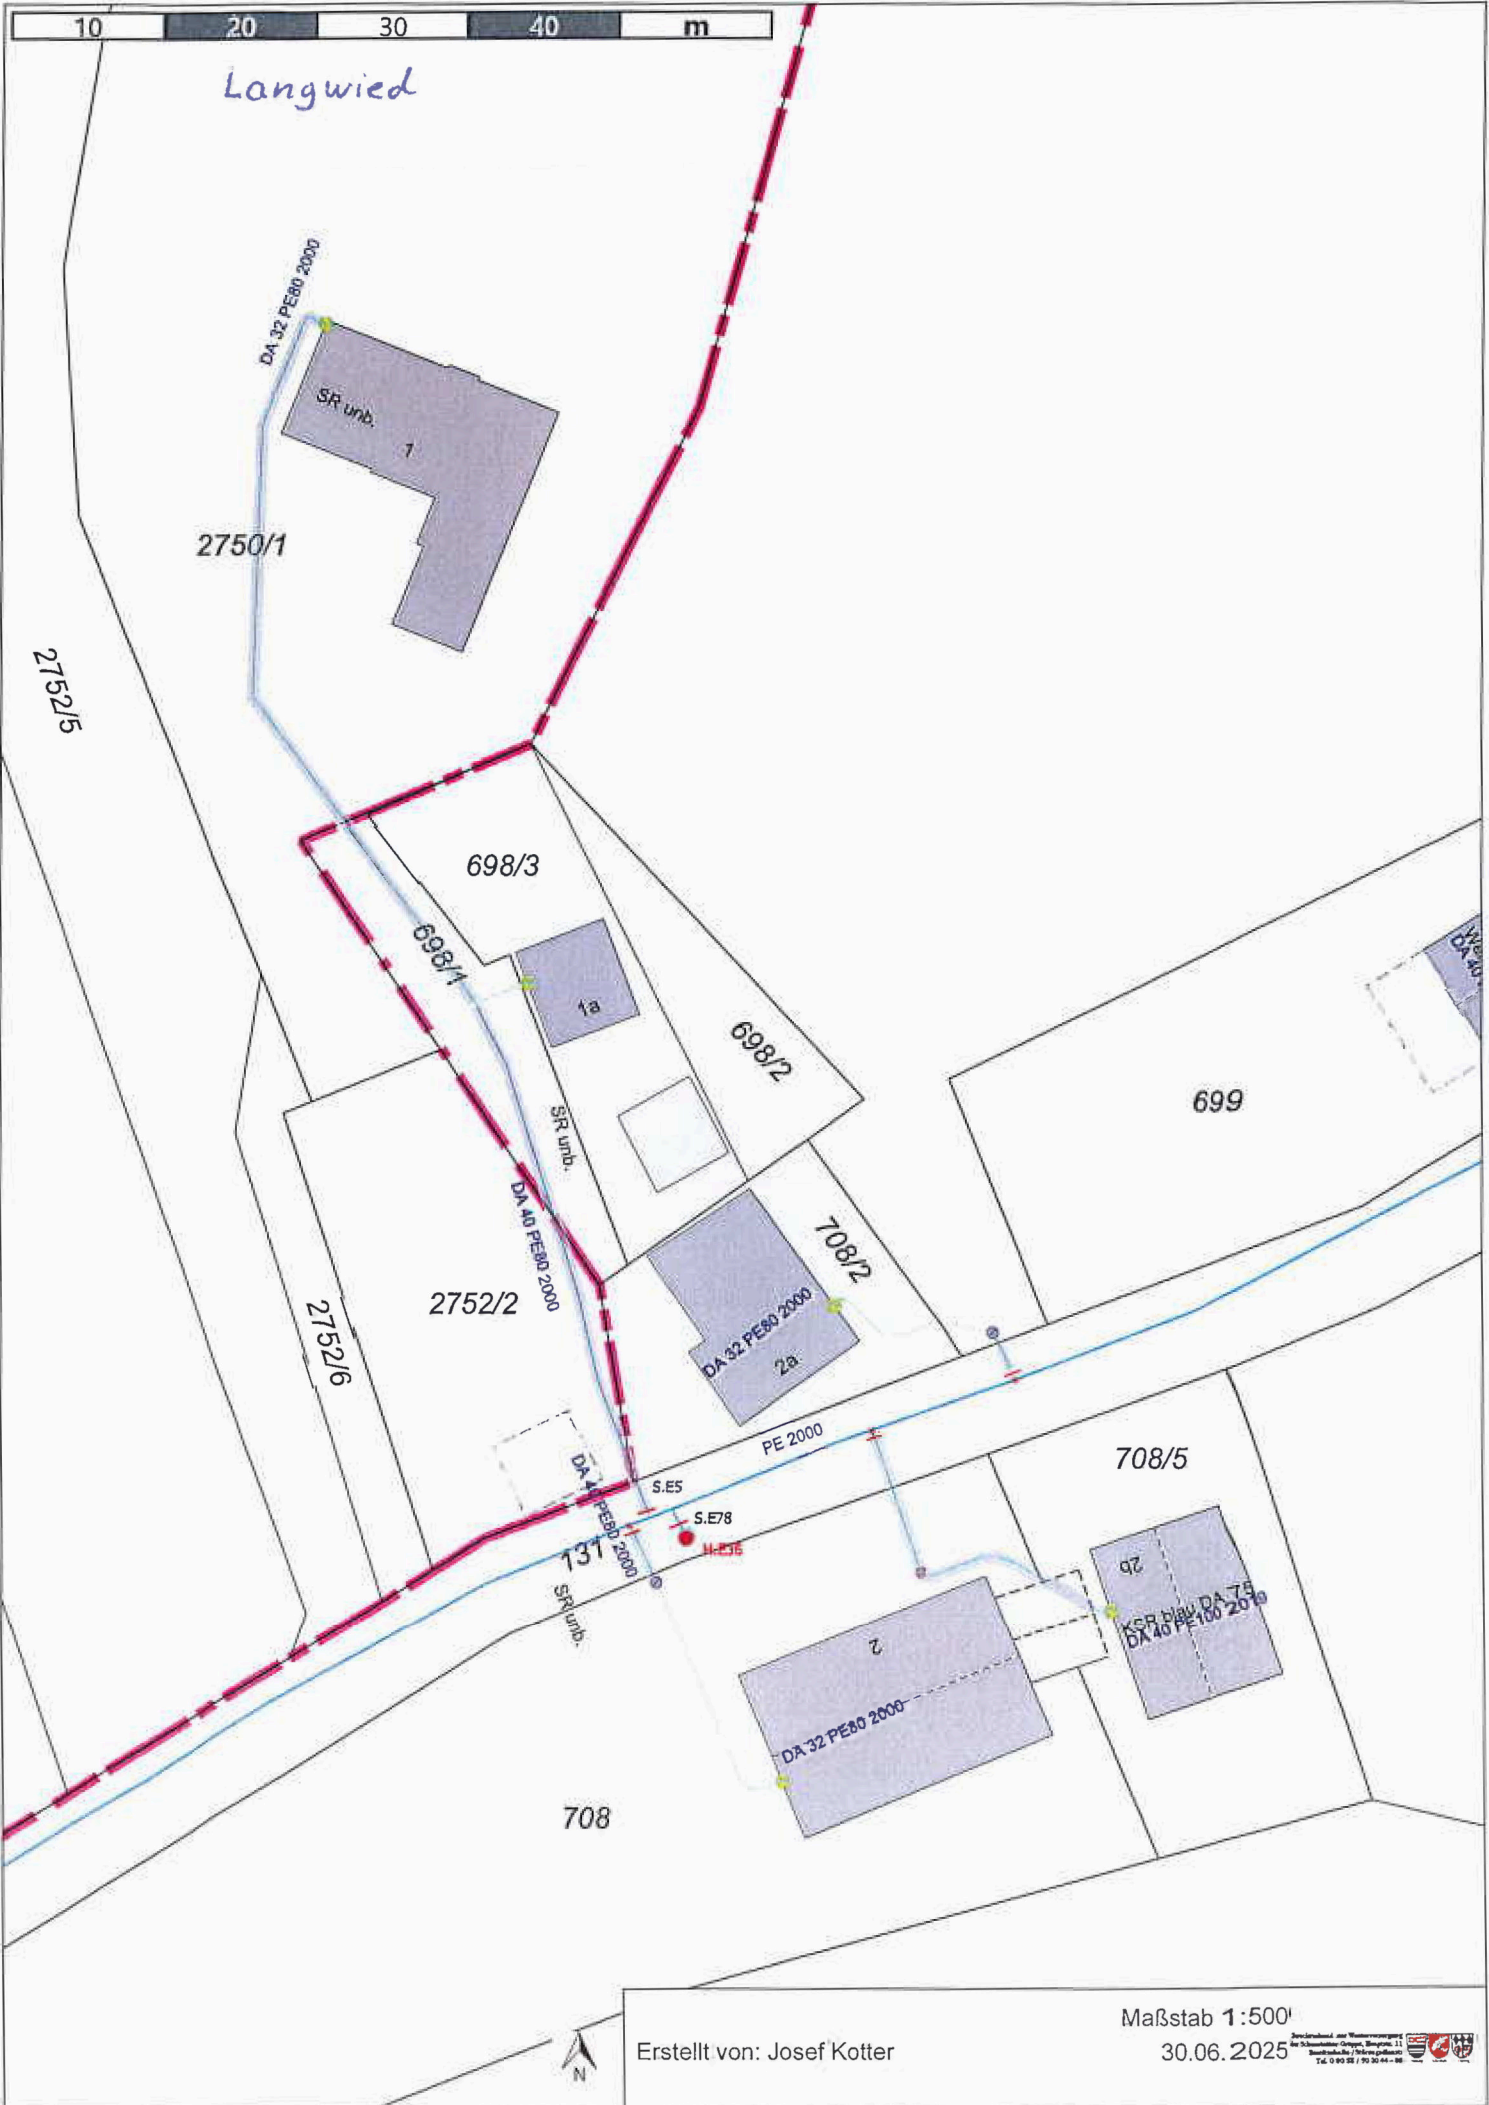 10 20 30 40 m
Langwied
DA 32 PE80 2000
SR unb.
1
2750/1
2752/5
698/3
698/1
1a
698/2
699
DA 40
SR unb.
DA 40 PE80 2000
708/2
2752/2
2752/6
DA 32 PE80 2000
2a
PE 2000
708/5
S.E5
DA 40 PE80 2000
S.E78
H.E36
131
SR unb.
2b
KSR blau DA 75
DA 40 PE100 2019
2
DA 32 PE80 2000
708
Maßstab 1:500
Erstellt von: Josef Kotter
30.06.2025
N